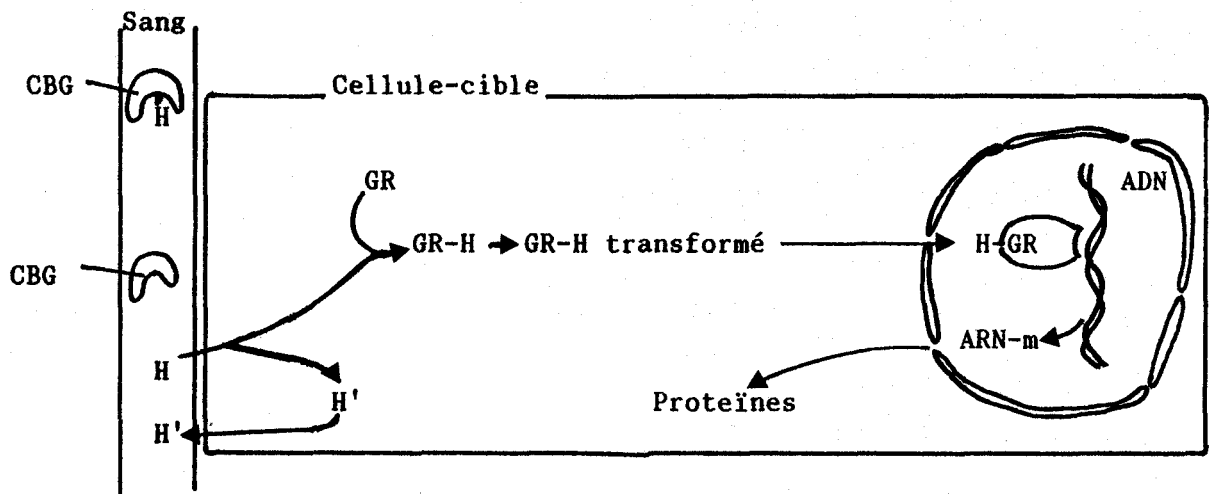 Sang
CBG
H
Cellule-cible
GR
ADN
GR-H
GR-H transformé
H-GR
CBG
ARN-m
H
H'
Proteïnes
H'